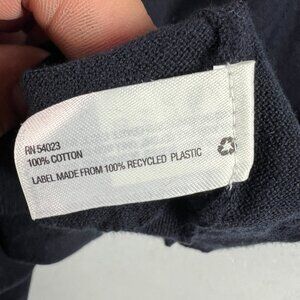 RN 54023
100% COTTON
LABEL MADE FROM 100% RECYCLED PLASTIC